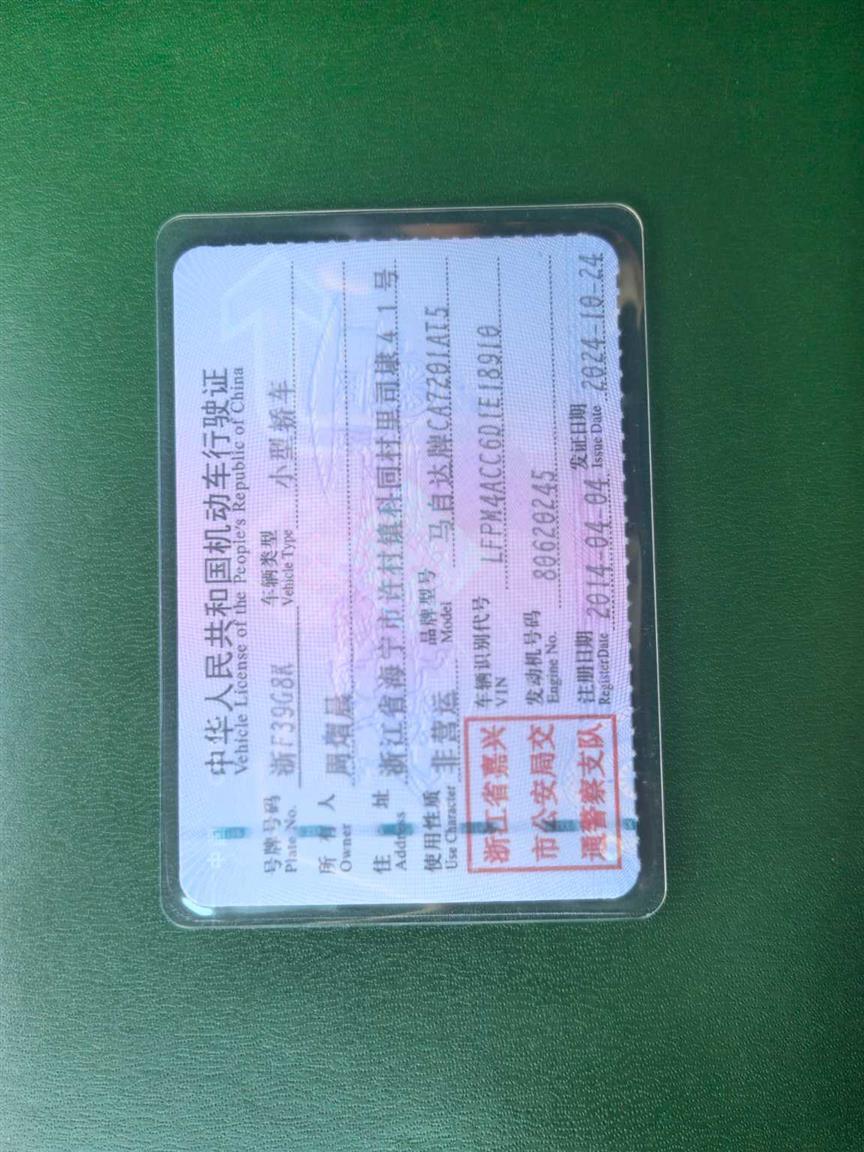 中华人民共和国机动车行驶证
Vehicle License of the People's Republic of China
号牌号码 浙F39G8K 车辆类型 小型轿车
Plate No. Vehicle Type
所有人 周熠晨
Owner
住址 浙江省海宁市许村镇科同村里司埭41号
Address
使用性质 非营运 品牌型号 马自达牌CA7201AT5
Use Character Model
浙江省嘉兴
市公安局交
通警察支队
车辆识别代号 LFPM4ACC6D1E18910
VIN
发动机号码 80620245
Engine No.
注册日期 2014-04-04 发证日期 2024-10-24
RegisterDate Issue Date